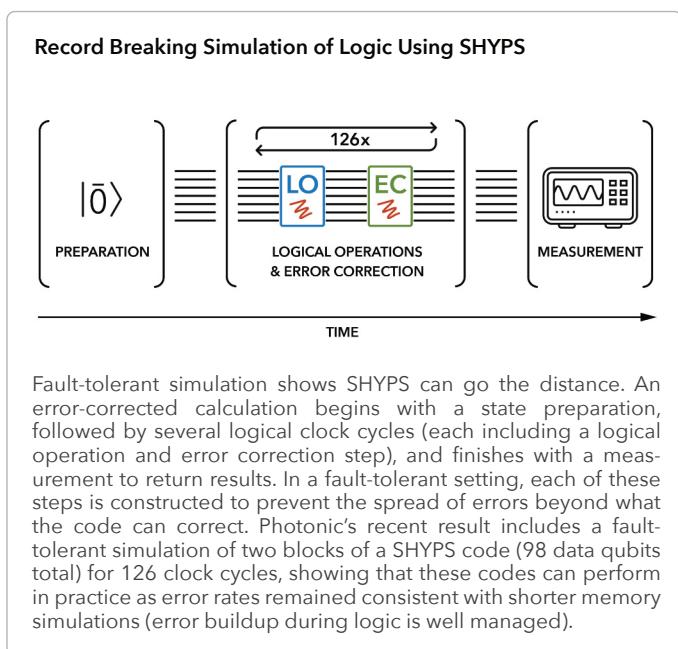 Record Breaking Simulation of Logic Using SHYPS
126x
|0̄⟩
LO
EC
PREPARATION
LOGICAL OPERATIONS
& ERROR CORRECTION
MEASUREMENT
TIME
Fault-tolerant simulation shows SHYPS can go the distance. An
error-corrected calculation begins with a state preparation,
followed by several logical clock cycles (each including a logical
operation and error correction step), and finishes with a meas-
urement to return results. In a fault-tolerant setting, each of these
steps is constructed to prevent the spread of errors beyond what
the code can correct. Photonic’s recent result includes a fault-
tolerant simulation of two blocks of a SHYPS code (98 data qubits
total) for 126 clock cycles, showing that these codes can perform
in practice as error rates remained consistent with shorter memory
simulations (error buildup during logic is well managed).